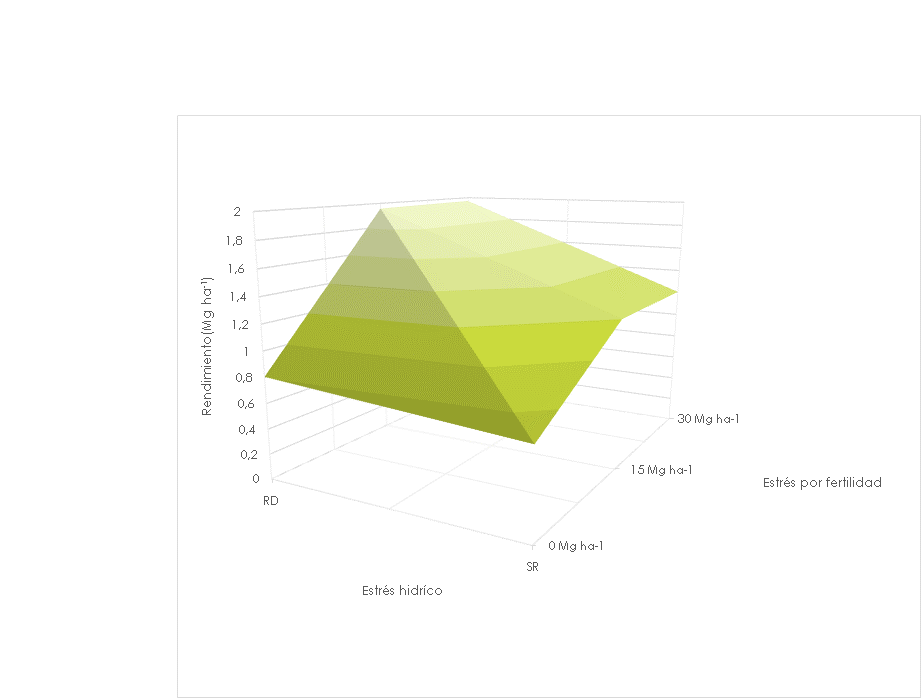 2
1,8
1,6
1,4
1,2
1
0,8
0,6
0,4
0,2
0
Rendimiento(Mg ha-1)
RD
SR
Estrés hidríco
0 Mg ha-1
15 Mg ha-1
30 Mg ha-1
Estrés por fertilidad